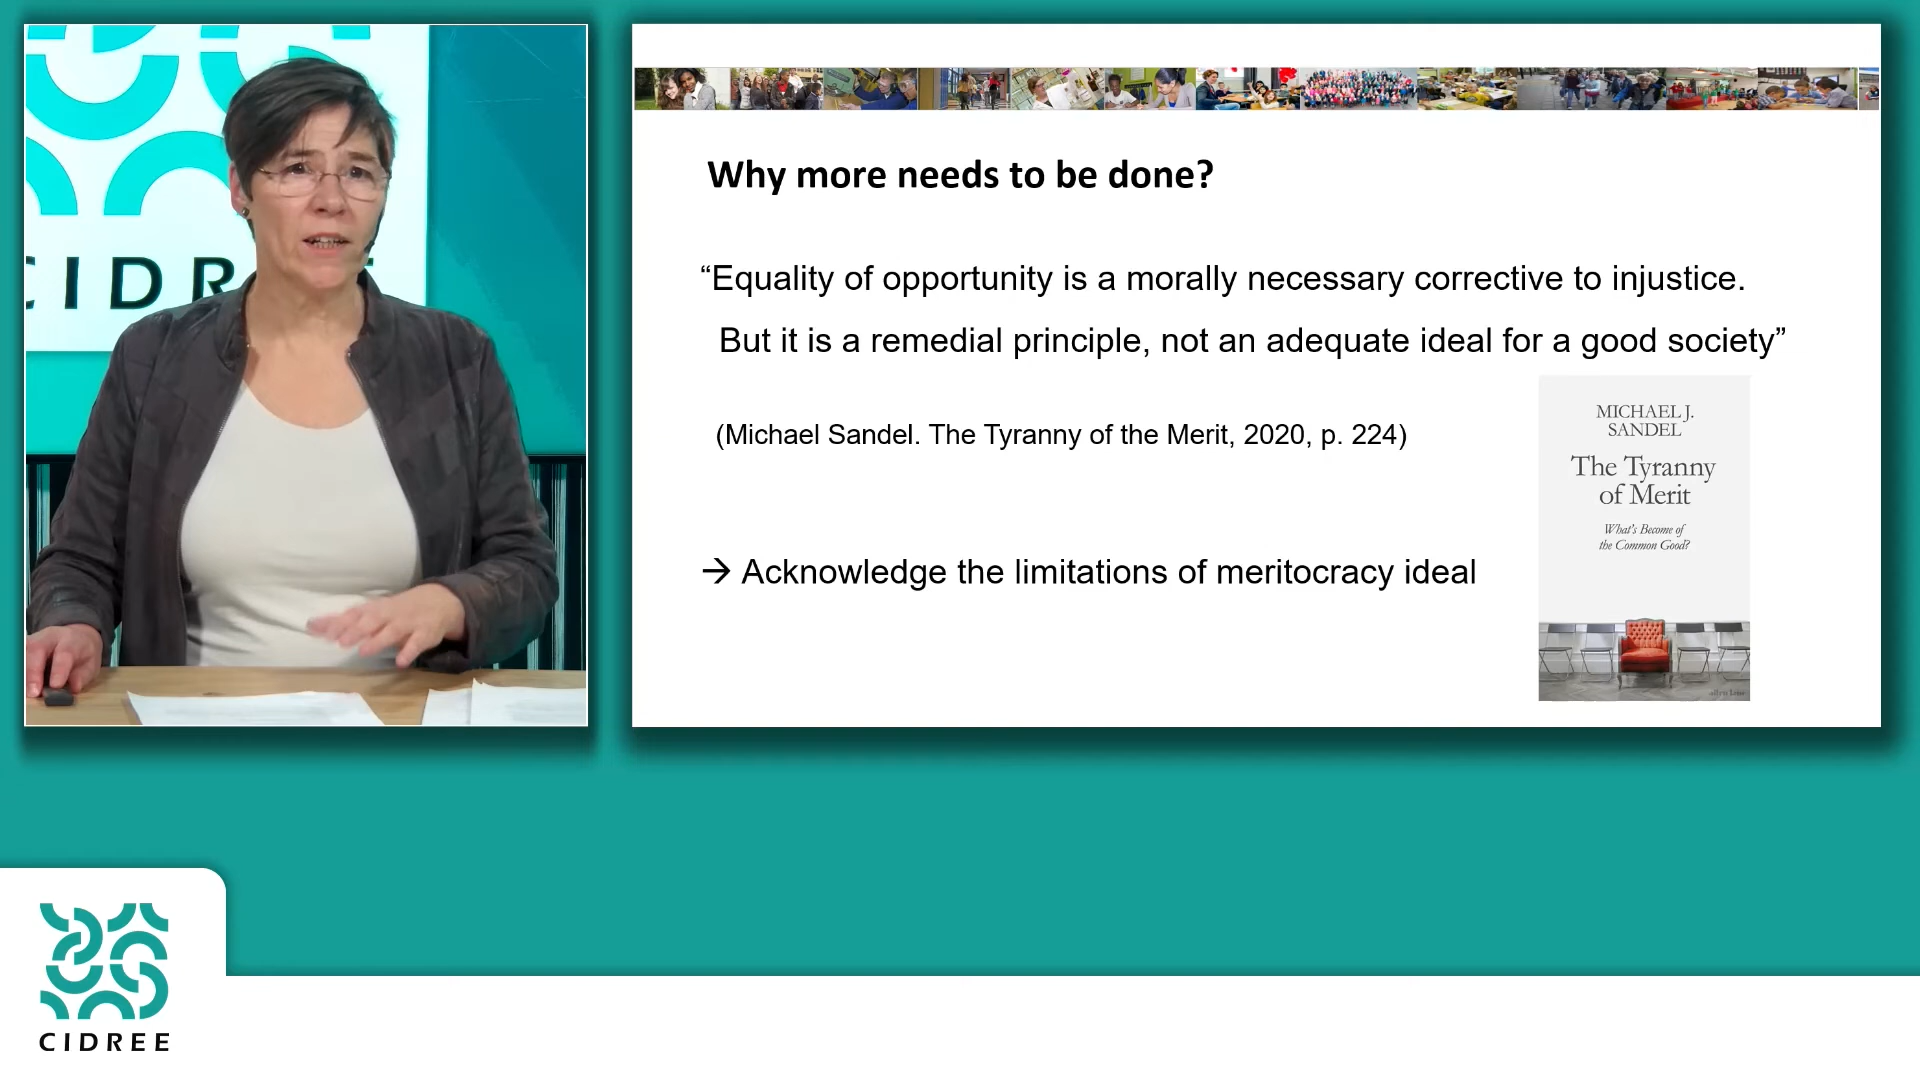 CIDRE
Why more needs to be done?
“Equality of opportunity is a morally necessary corrective to injustice.
But it is a remedial principle, not an adequate ideal for a good society”
(Michael Sandel. The Tyranny of the Merit, 2020, p. 224)
→ Acknowledge the limitations of meritocracy ideal
MICHAEL J.
SANDEL
The Tyranny
of Merit
What's Become of
the Common Good?
CIDREE